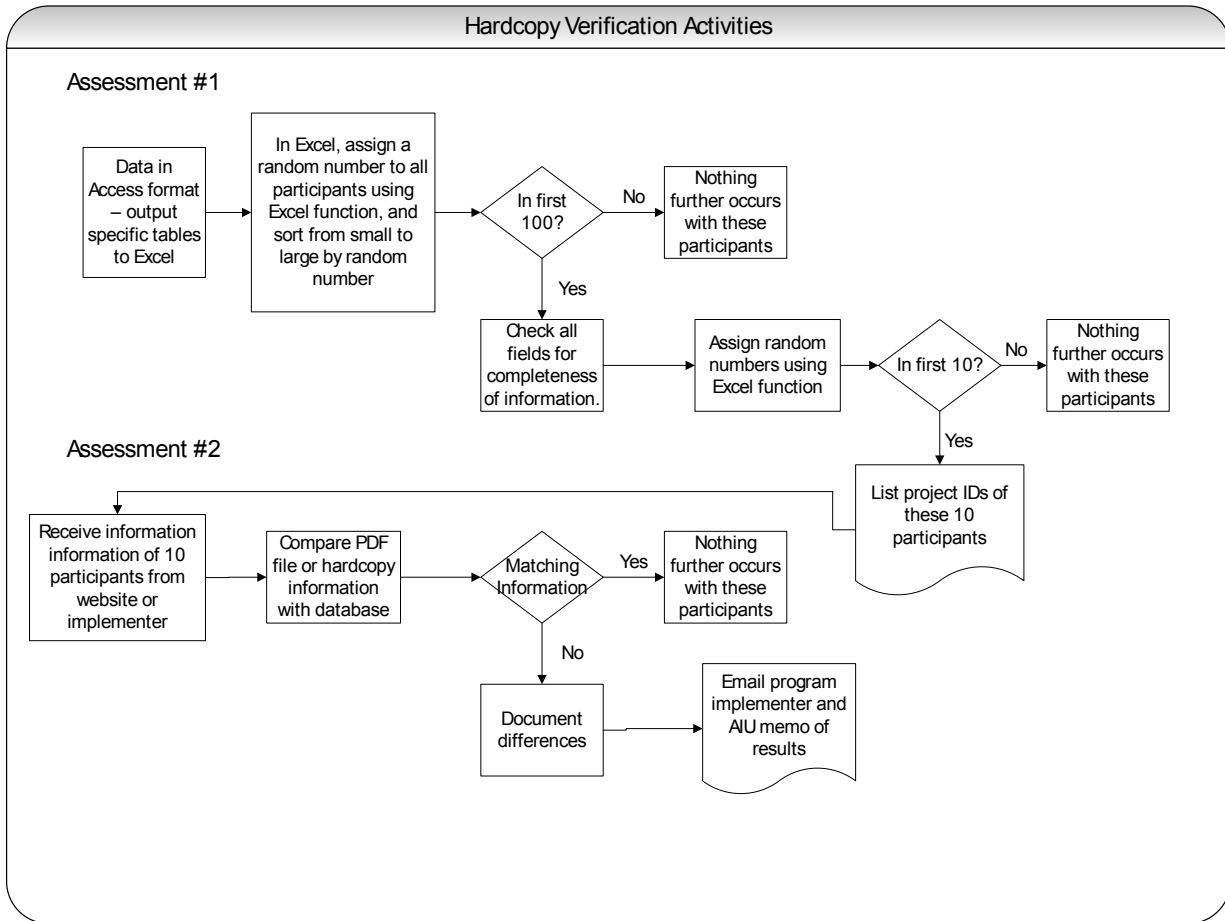 Hardcopy Verification Activities
Assessment #1
Data in
Access format
– output
specific tables
to Excel
In Excel, assign a
random number to all
participants using
Excel function, and
sort from small to
large by random
number
In first
100?
No
Nothing
further occurs
with these
participants
Yes
Check all
fields for
completeness
of information.
Assign random
numbers using
Excel function
In first 10?
No
Nothing
further occurs
with these
participants
Yes
List project IDs of
these 10
participants
Assessment #2
Receive information
information of 10
participants from
website or
implementer
Compare PDF
file or hardcopy
information
with database
Matching
Information
Yes
Nothing
further occurs
with these
participants
No
Document
differences
Email program
implementer and
AIU memo of
results